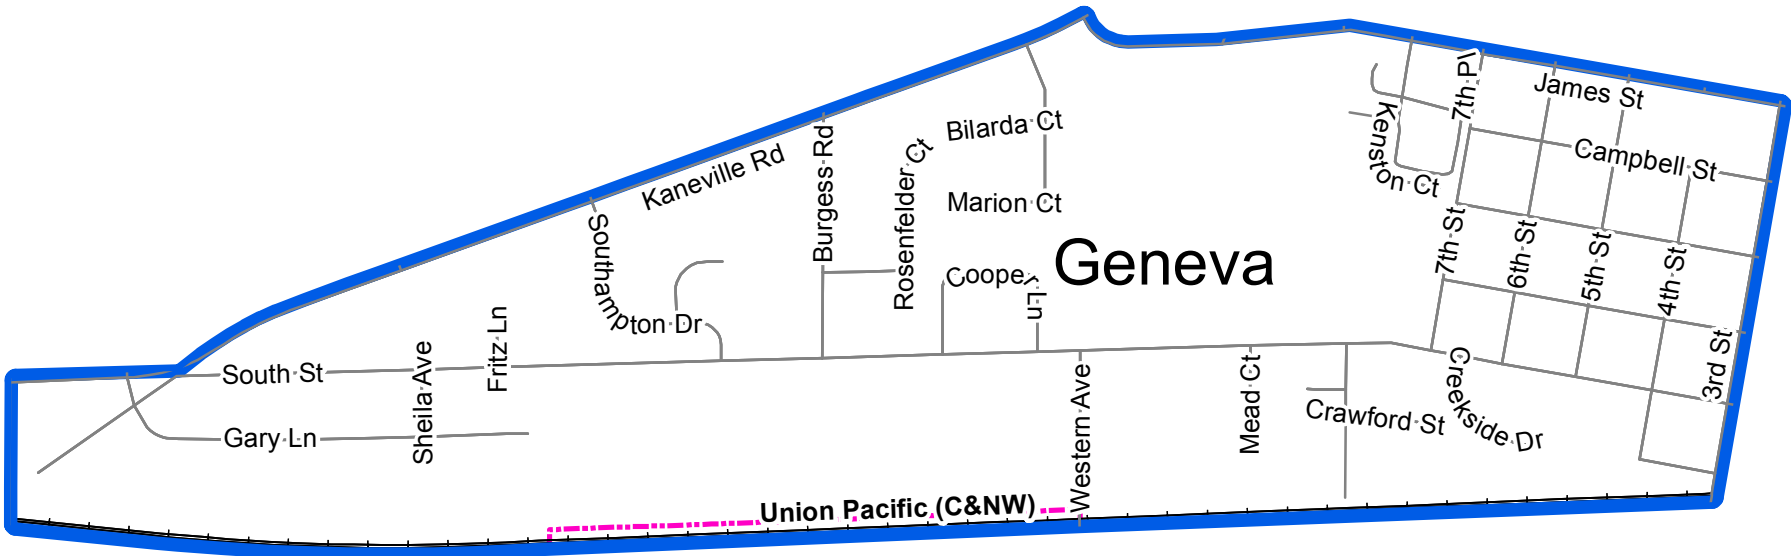 7th Pl
James St
Bilarda Ct
Kaneville Rd
Burgess Rd
Rosenfelder Ct
Kenston Ct
Campbell St
Marion Ct
Southampton Dr
Geneva
Cooper Ln
7th St
6th St
5th St
4th St
3rd St
South St
Sheila Ave
Fritz Ln
Gary Ln
Western Ave
Mead Ct
Crawford St
Creekside Dr
Union Pacific (C&NW)